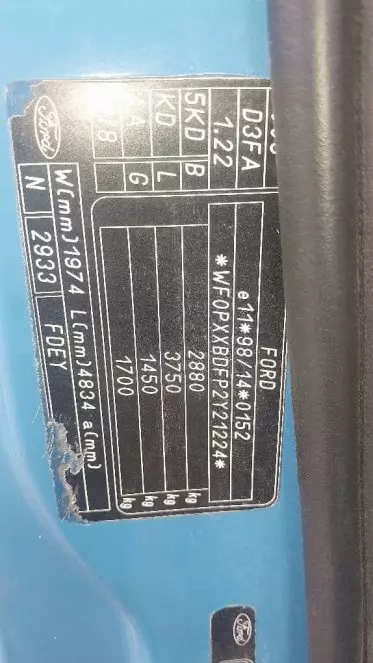 FORD
e11*98/14*0152
*WF0PXXBDFP2Y21224*
D3FA
1.22
5KD B
KD L
A G
2880 kg
3750 kg
1450 kg
1700 kg
W(mm)1974 L(mm)4834 a(mm)
N 2933 FDEY
Ford
Ford